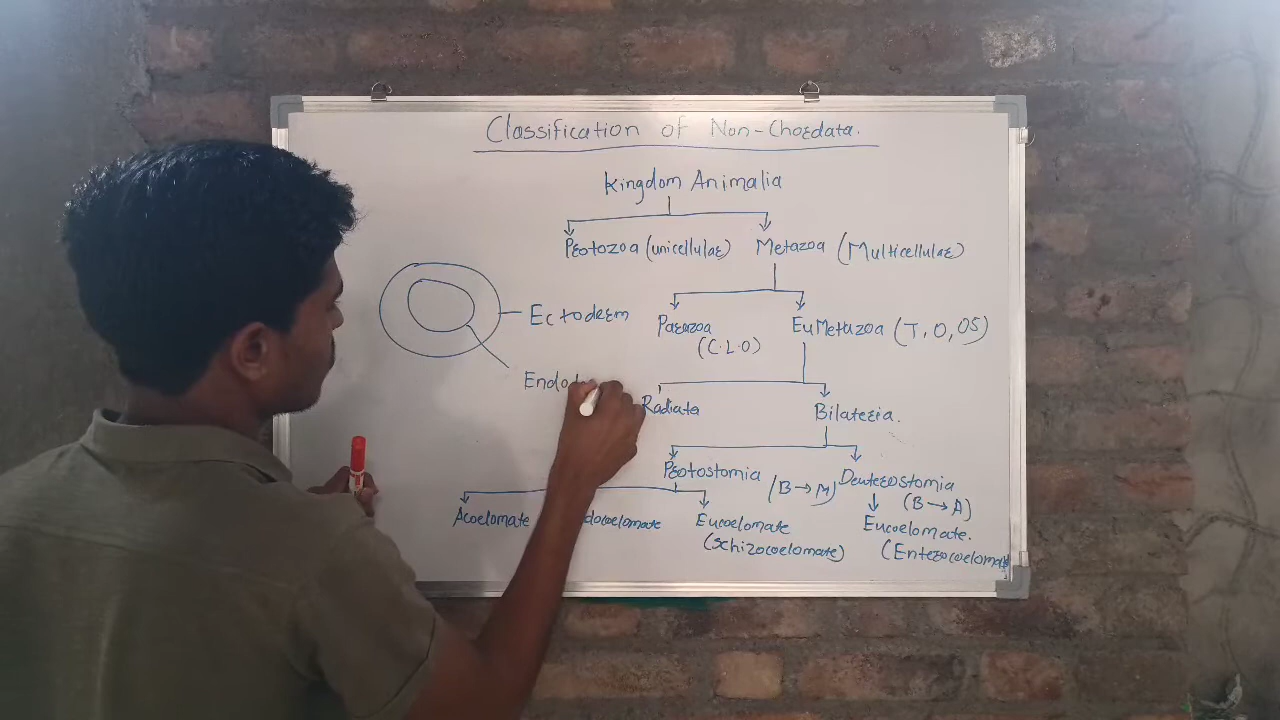 Classification of Non-Chordata.
Kingdom Animalia
Protozoa (unicellular) Metazoa (Multicellular)
Ectoderm
Parazoa
(C.L.O)
EuMetazoa (T, O, OS)
Radiata
Bilateria.
Protostomia
(B→M)
Deuterostomia
(B→A)
Acoelomate
Eucoelomate
(Schizocoelomate)
Eucoelomate.